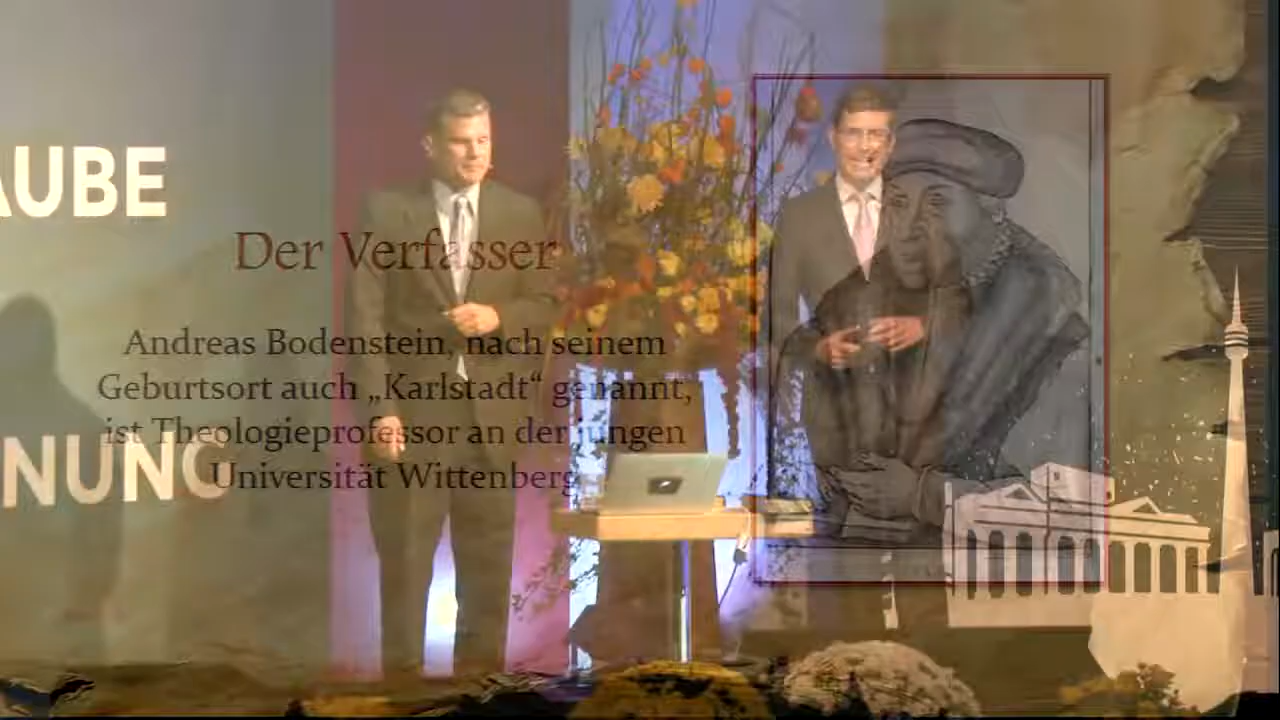 AUBE
Der Verfasser
Andreas Bodenstein, nach seinem
Geburtsort auch „Karlstadt“ genannt,
ist Theologieprofessor an der jungen
NUNG
Universität Wittenberg